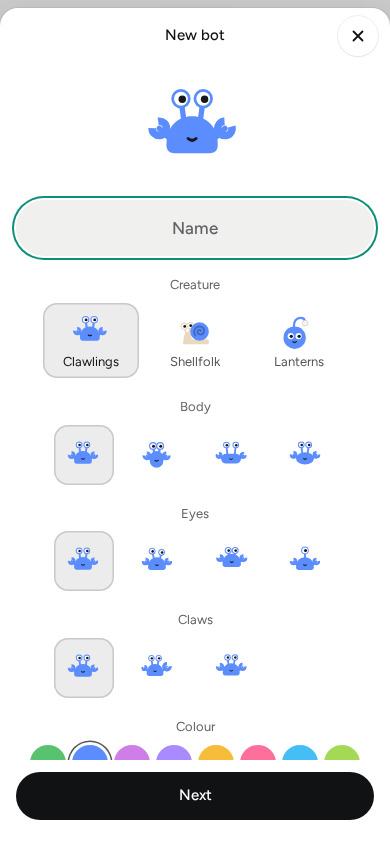 New bot
Name
Creature
Clawlings
Shellfolk
Lanterns
Body
Eyes
Claws
Colour
Next